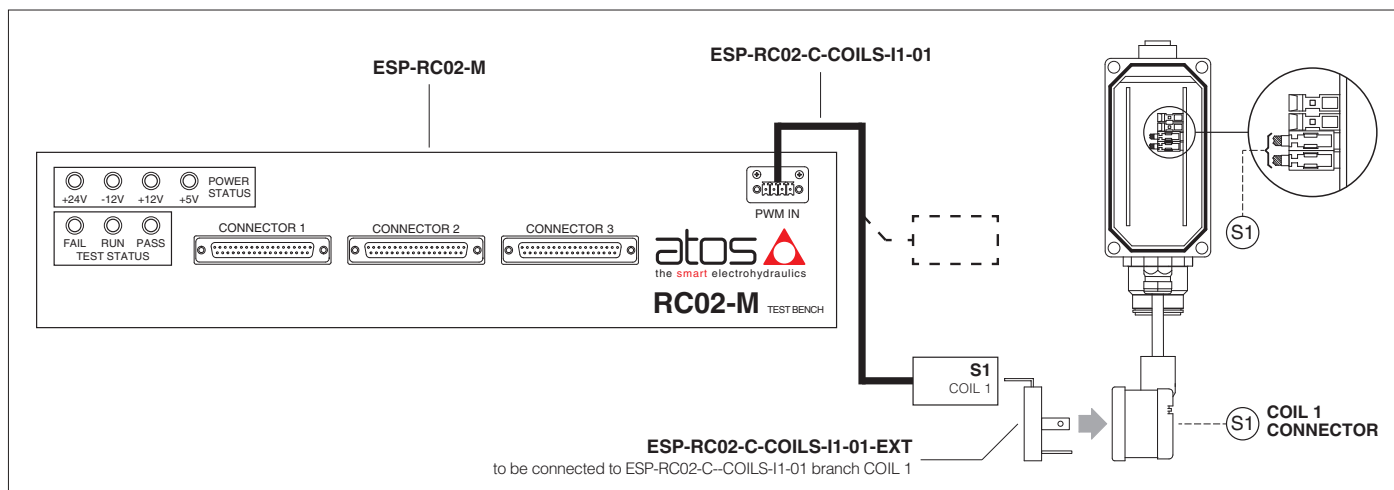 ESP-RC02-M
ESP-RC02-C-COILS-I1-01
+24V -12V +12V +5V
POWER
STATUS
FAIL RUN PASS
TEST STATUS
CONNECTOR 1
CONNECTOR 2
CONNECTOR 3
PWM IN
atos
the smart electrohydraulics
RC02-M TEST BENCH
S1
S1
COIL 1
S1
COIL 1
CONNECTOR
ESP-RC02-C-COILS-I1-01-EXT
to be connected to ESP-RC02-C--COILS-I1-01 branch COIL 1